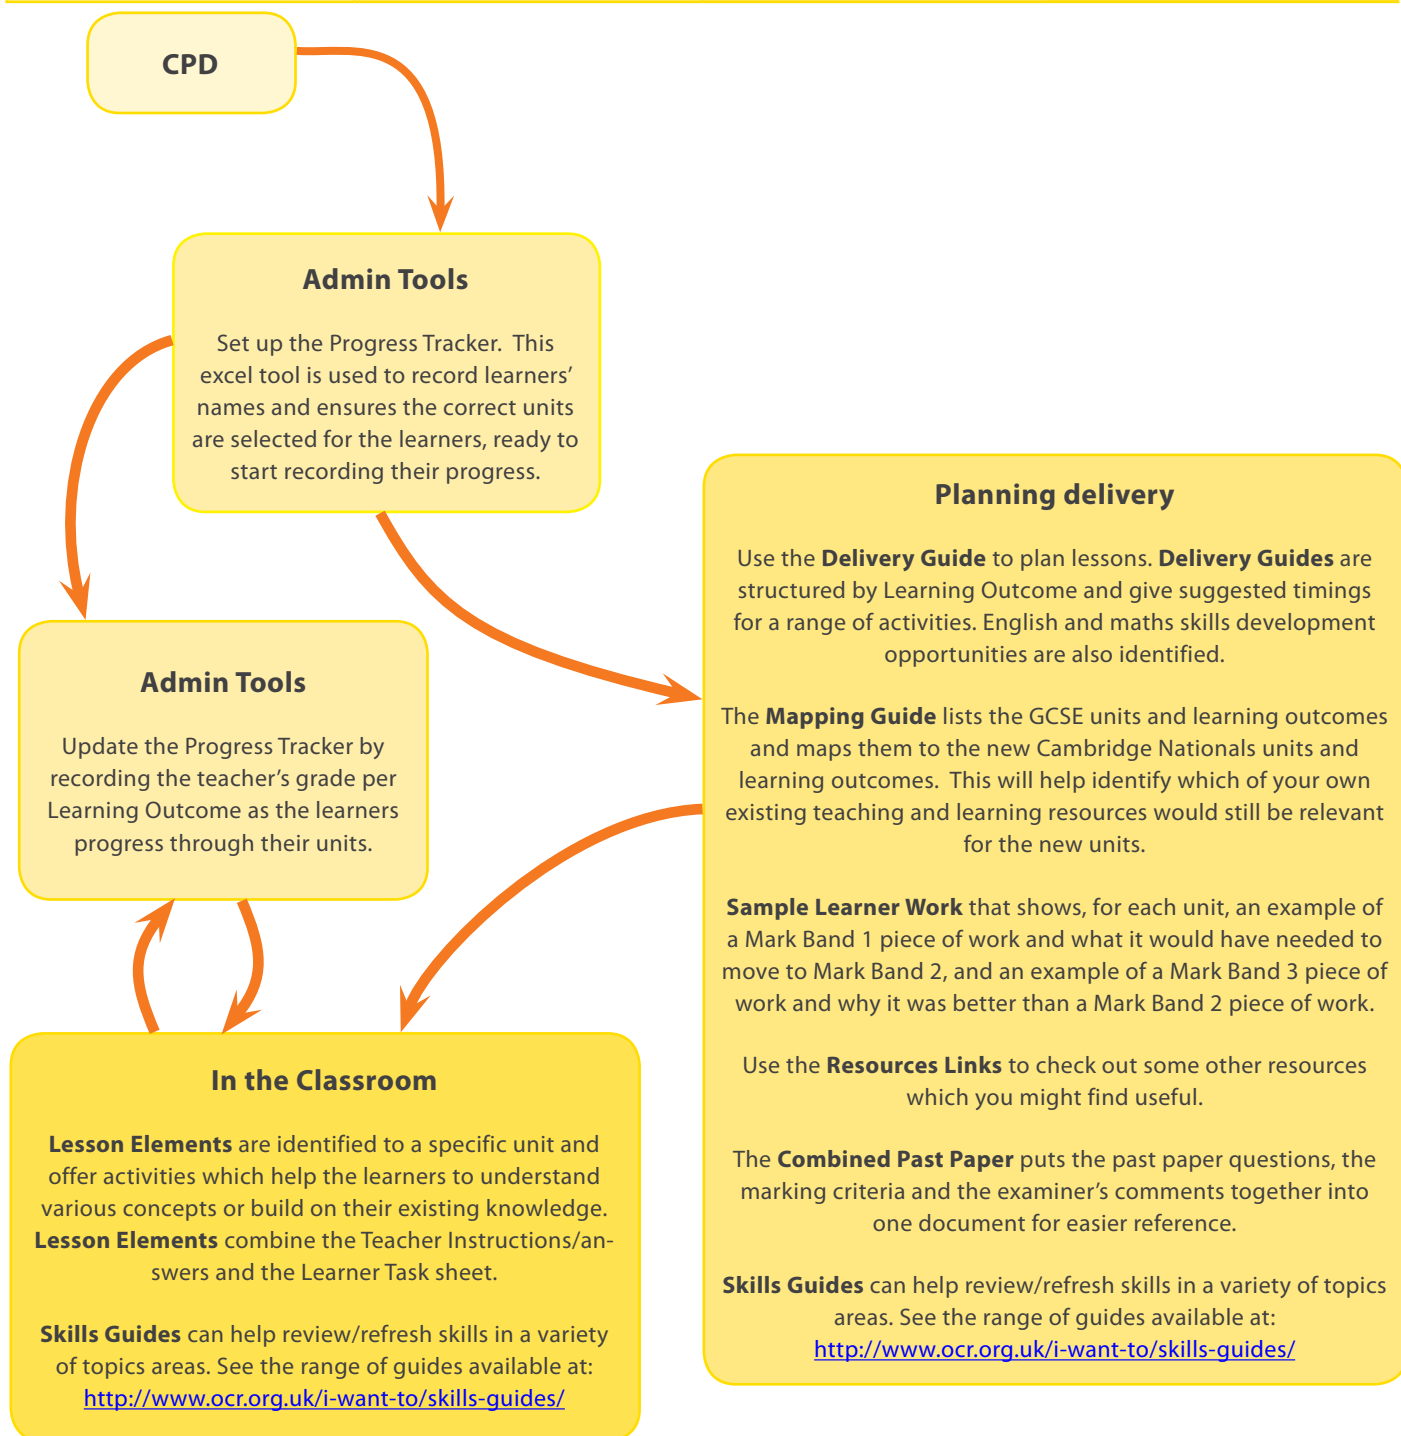 CPD
Admin Tools
Set up the Progress Tracker.  This
excel tool is used to record learners’
names and ensures the correct units
are selected for the learners, ready to
start recording their progress.
Admin Tools
Update the Progress Tracker by
recording the teacher’s grade per
Learning Outcome as the learners
progress through their units.
Planning delivery
Use the Delivery Guide to plan lessons. Delivery Guides are
structured by Learning Outcome and give suggested timings
for a range of activities. English and maths skills development
opportunities are also identified.
The Mapping Guide lists the GCSE units and learning outcomes
and maps them to the new Cambridge Nationals units and
learning outcomes.  This will help identify which of your own
existing teaching and learning resources would still be relevant
for the new units.
Sample Learner Work that shows, for each unit, an example of
a Mark Band 1 piece of work and what it would have needed to
move to Mark Band 2, and an example of a Mark Band 3 piece of
work and why it was better than a Mark Band 2 piece of work.
Use the Resources Links to check out some other resources
which you might find useful.
The Combined Past Paper puts the past paper questions, the
marking criteria and the examiner’s comments together into
one document for easier reference.
Skills Guides can help review/refresh skills in a variety of topics
areas. See the range of guides available at:
http://www.ocr.org.uk/i-want-to/skills-guides/
In the Classroom
Lesson Elements are identified to a specific unit and
offer activities which help the learners to understand
various concepts or build on their existing knowledge.
Lesson Elements combine the Teacher Instructions/an-
swers and the Learner Task sheet.
Skills Guides can help review/refresh skills in a variety
of topics areas. See the range of guides available at:
http://www.ocr.org.uk/i-want-to/skills-guides/